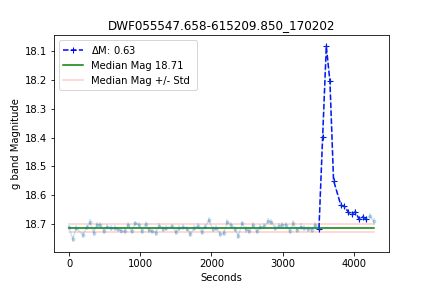 DWF055547.658-615209.850_170202
ΔM: 0.63
Median Mag 18.71
Median Mag +/- Std
g band Magnitude
18.1
18.2
18.3
18.4
18.5
18.6
18.7
0 1000 2000 3000 4000
Seconds